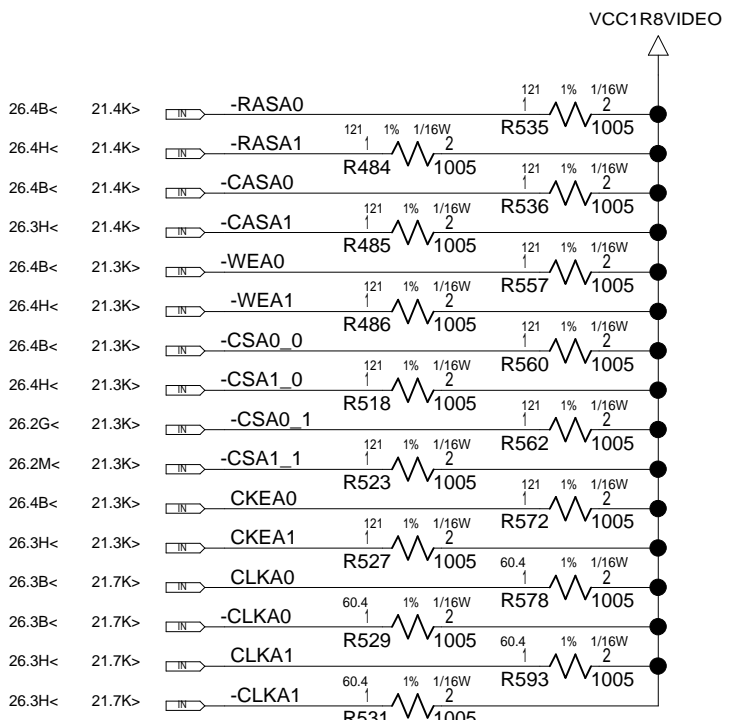 VCC1R8VIDEO
121 1% 1/16W
26.4B< 21.4K> IN -RASA0 1 2
R535 1005
121 1% 1/16W
26.4H< 21.4K> IN -RASA1 1 2
R484 1005
121 1% 1/16W
26.4B< 21.4K> IN -CASA0 1 2
R536 1005
121 1% 1/16W
26.3H< 21.4K> IN -CASA1 1 2
R485 1005
121 1% 1/16W
26.4B< 21.3K> IN -WEA0 1 2
R557 1005
121 1% 1/16W
26.4H< 21.3K> IN -WEA1 1 2
R486 1005
121 1% 1/16W
26.4B< 21.3K> IN -CSA0_0 1 2
R560 1005
121 1% 1/16W
26.4H< 21.3K> IN -CSA1_0 1 2
R518 1005
121 1% 1/16W
26.2G< 21.3K> IN -CSA0_1 1 2
R562 1005
121 1% 1/16W
26.2M< 21.3K> IN -CSA1_1 1 2
R523 1005
121 1% 1/16W
26.4B< 21.3K> IN CKEA0 1 2
R572 1005
121 1% 1/16W
26.3H< 21.3K> IN CKEA1 1 2
R527 1005
60.4 1% 1/16W
26.3B< 21.7K> IN CLKA0 1 2
R578 1005
60.4 1% 1/16W
26.3B< 21.7K> IN -CLKA0 1 2
R529 1005
60.4 1% 1/16W
26.3H< 21.7K> IN CLKA1 1 2
R593 1005
60.4 1% 1/16W
26.3H< 21.7K> IN -CLKA1 1 2
R531 1005